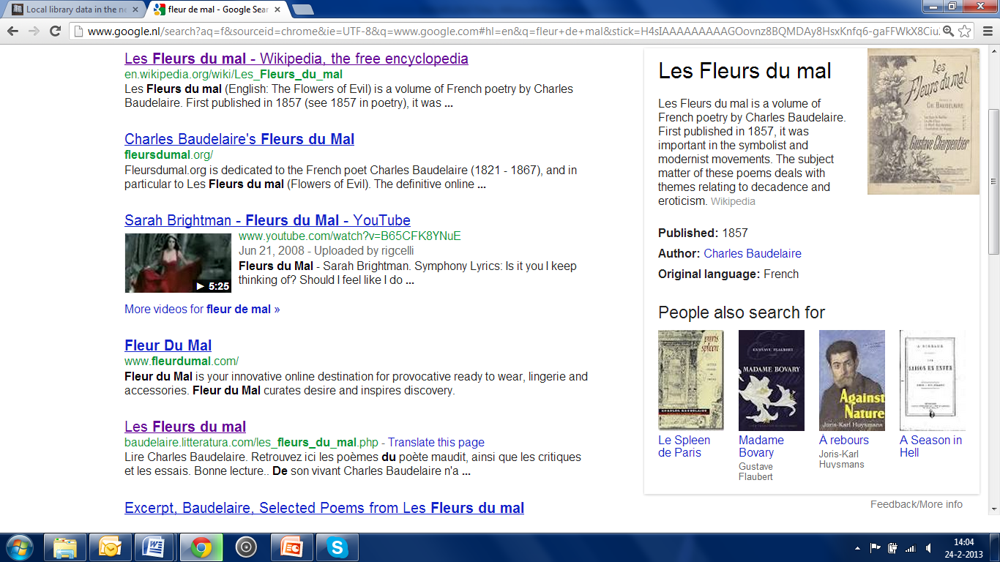 Local library data in the ne
fleur de mal - Google Sear
www.google.nl/search?aq=f&sourceid=chrome&ie=UTF-8&q=www.google.com#hl=en&q=fleur+de+mal&stick=H4sIAAAAAAAAAGOovnz8BQMDAy8HsxKnfq6-gaFFWkX8Ciu
Les Fleurs du mal - Wikipedia, the free encyclopedia
en.wikipedia.org/wiki/Les_Fleurs_du_mal
Les Fleurs du mal (English: The Flowers of Evil) is a volume of French poetry by Charles
Baudelaire. First published in 1857 (see 1857 in poetry), it was ...
Charles Baudelaire's Fleurs du Mal
fleursdumal.org/
Fleursdumal.org is dedicated to the French poet Charles Baudelaire (1821 - 1867), and in
particular to Les Fleurs du mal (Flowers of Evil). The definitive online ...
Sarah Brightman - Fleurs du Mal - YouTube
www.youtube.com/watch?v=B65CFK8YNuE
Jun 21, 2008 - Uploaded by rigcelli
Fleurs du Mal - Sarah Brightman. Symphony Lyrics: Is it you I keep
thinking of? Should I feel like I do ...
5:25
More videos for fleur de mal »
Fleur Du Mal
www.fleurdumal.com/
Fleur du Mal is your innovative online destination for provocative ready to wear, lingerie and
accessories. Fleur du Mal curates desire and inspires discovery.
Les Fleurs du mal
baudelaire.litteratura.com/les_fleurs_du_mal.php - Translate this page
Lire Charles Baudelaire. Retrouvez ici les poèmes du poète maudit, ainsi que les critiques
et les essais. Bonne lecture.. De son vivant Charles Baudelaire n'a ...
Excerpt, Baudelaire, Selected Poems from Les Fleurs du mal
Les Fleurs du mal
Les Fleurs du mal is a volume of
French poetry by Charles Baudelaire.
First published in 1857, it was
important in the symbolist and
modernist movements. The subject
matter of these poems deals with
themes relating to decadence and
eroticism. Wikipedia
Les
Fleurs du mal
CH. BAUDELAIRE
Gustave Charpentier
Published: 1857
Author: Charles Baudelaire
Original language: French
People also search for
paris
spleen
CHARLES BAUDELAIRE
GUSTAVE FLAUBERT
MADAME BOVARY
Against
Nature
Joris-Karl Huysmans
A. RIMBAUD
SAISON EN ENFER
Le Spleen
de Paris
Madame
Bovary
Gustave
Flaubert
À rebours
Joris-Karl
Huysmans
A Season in
Hell
Feedback/More info
14:04
24-2-2013